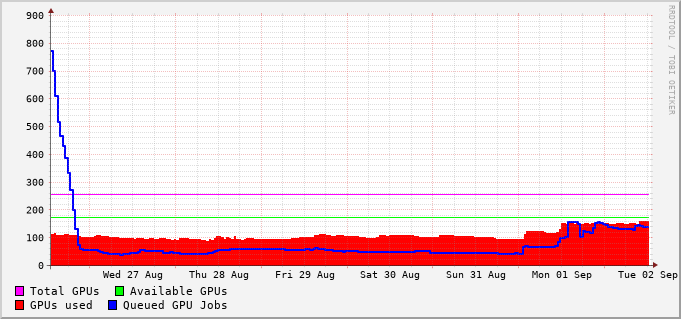 900
800
700
600
500
400
300
200
100
0
Wed 27 Aug Thu 28 Aug Fri 29 Aug Sat 30 Aug Sun 31 Aug Mon 01 Sep Tue 02 Sep
Total GPUs Available GPUs
GPUs used Queued GPU Jobs
RRDTOOL / TOBI OETIKER